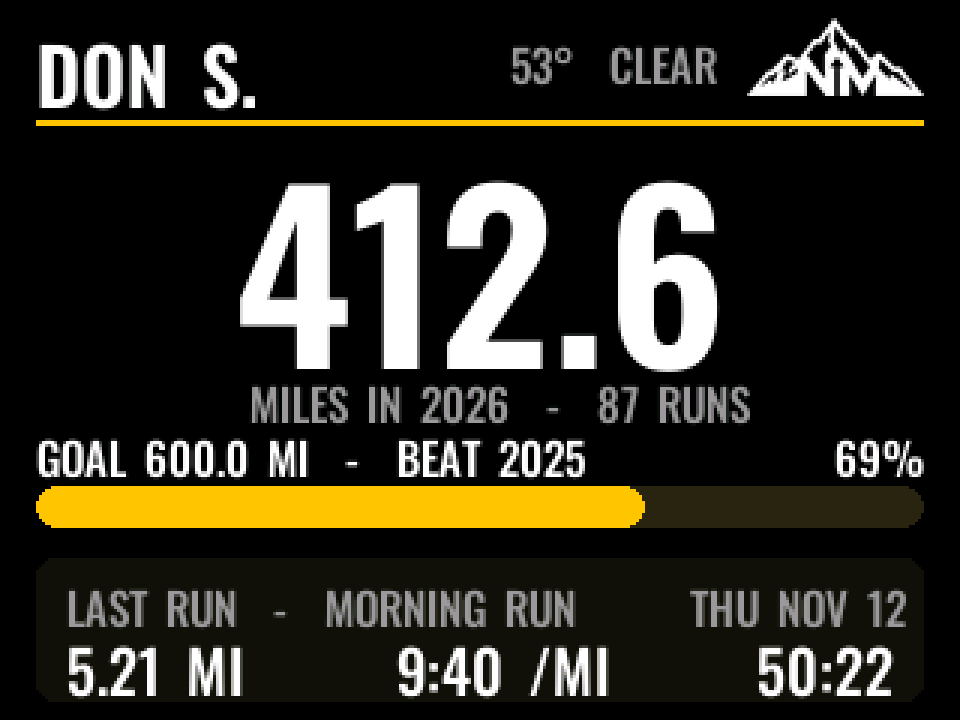 DON S. 53° CLEAR NM
412.6
MILES IN 2026 - 87 RUNS
GOAL 600.0 MI - BEAT 2025 69%
LAST RUN - MORNING RUN THU NOV 12
5.21 MI 9:40 /MI 50:22